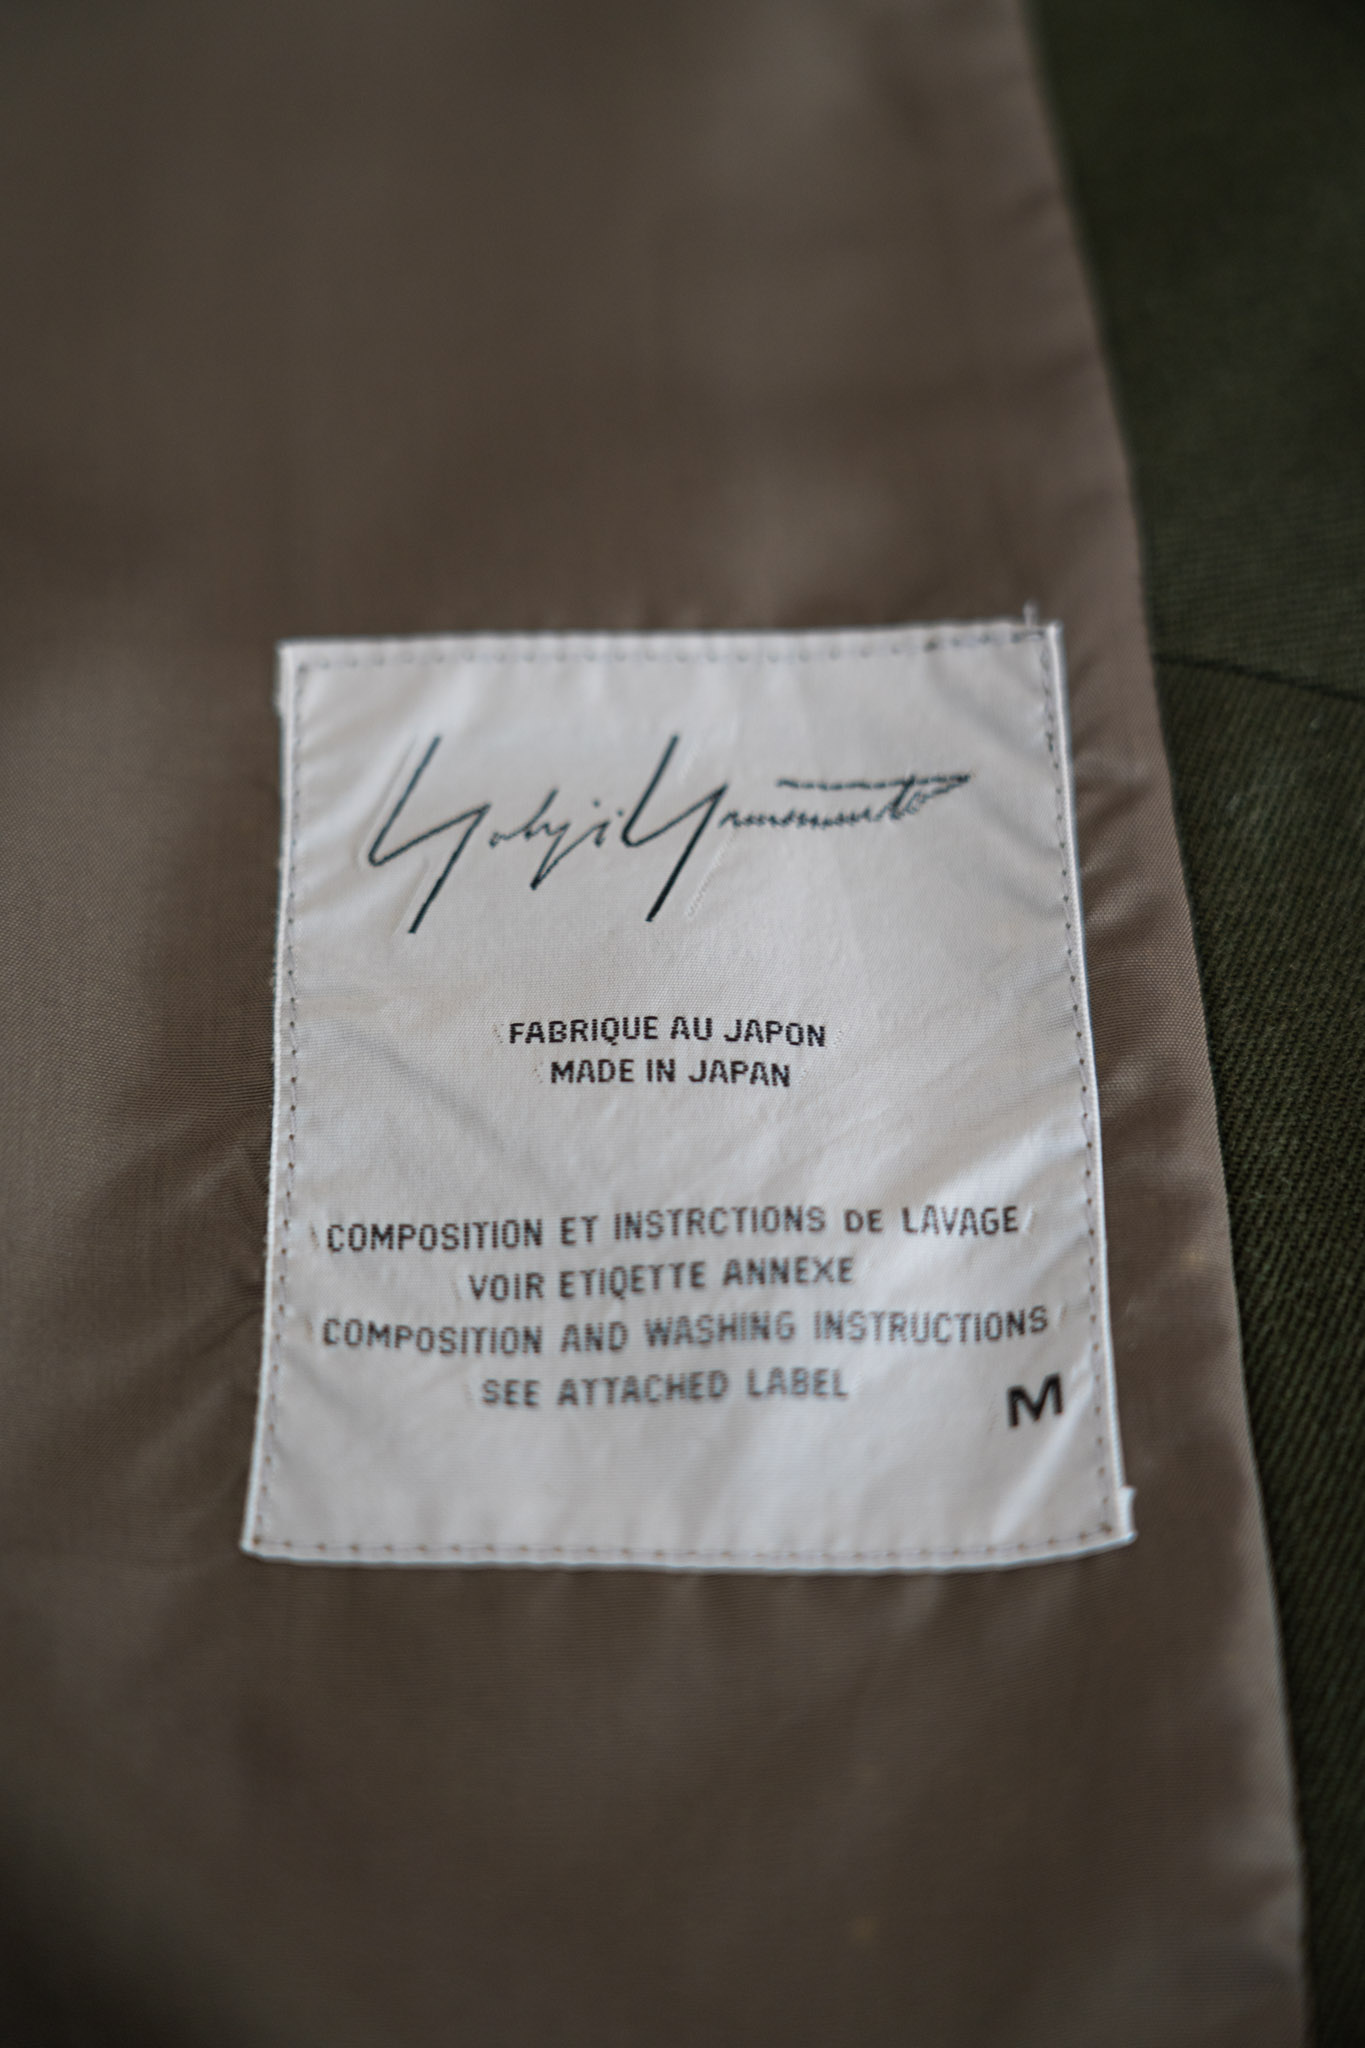 Yohji Yamamoto
FABRIQUE AU JAPON
MADE IN JAPAN
COMPOSITION ET INSTRCTIONS DE LAVAGE
VOIR ETIQETTE ANNEXE
COMPOSITION AND WASHING INSTRUCTIONS
SEE ATTACHED LABEL
M